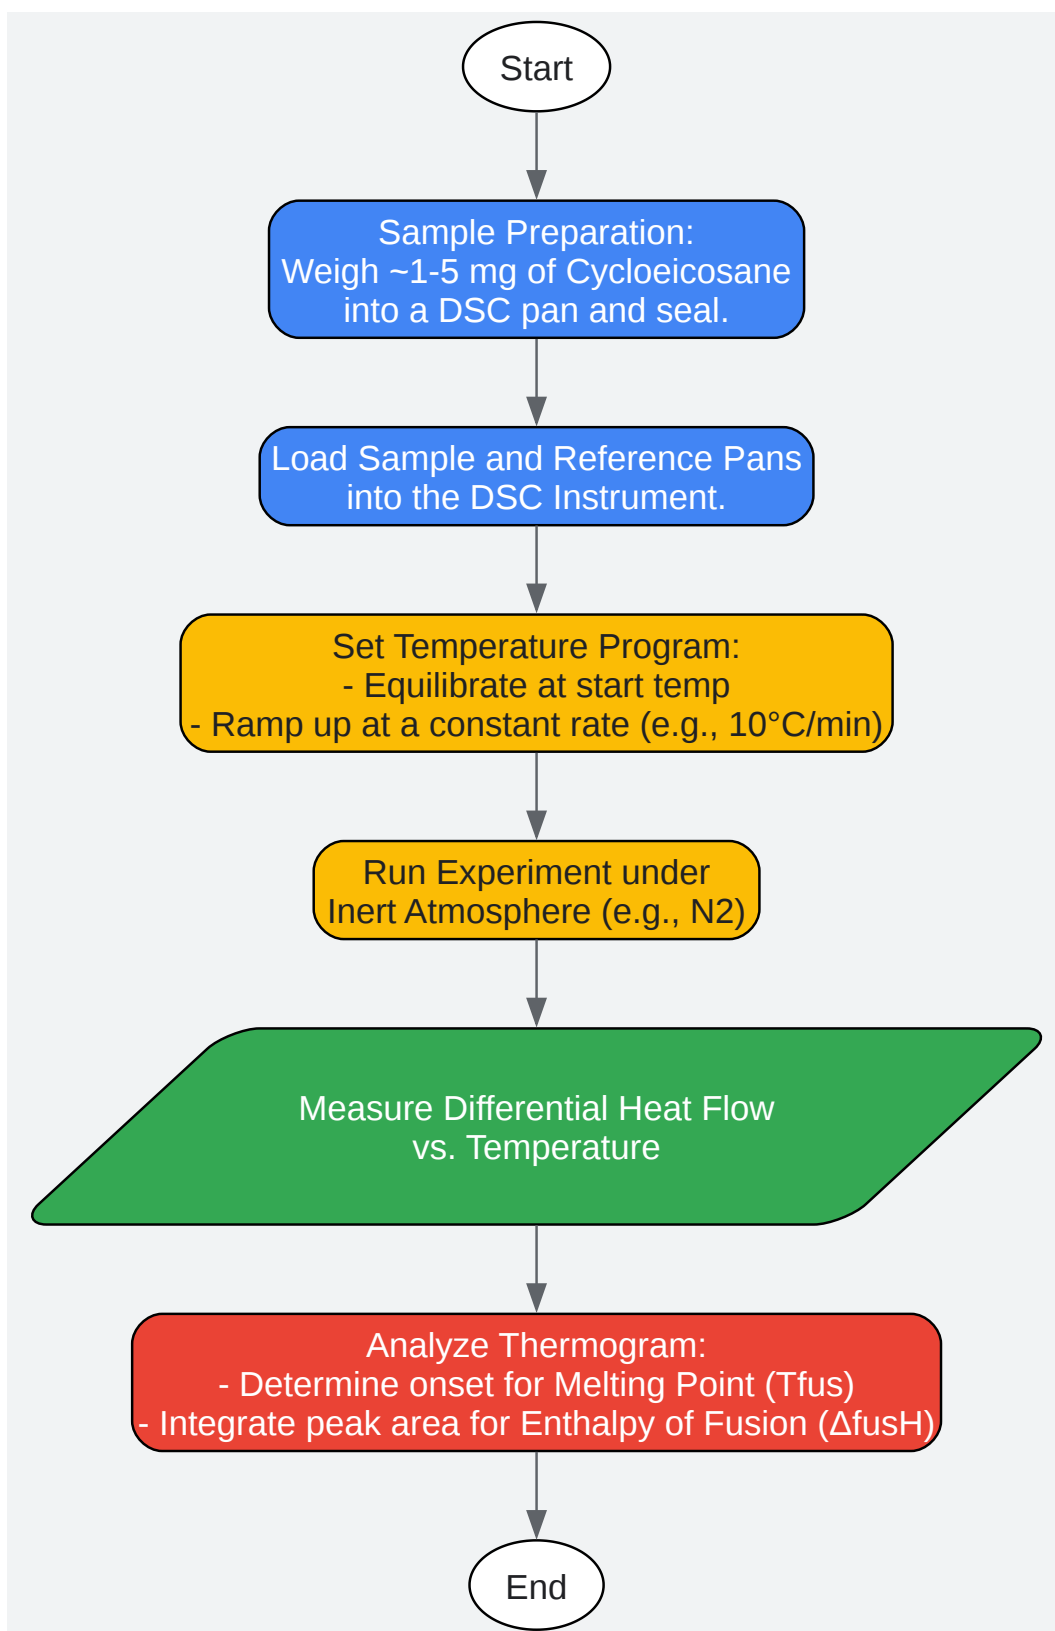 Start
Sample Preparation:
Weigh ~1-5 mg of Cycloeicosane
into a DSC pan and seal.
Load Sample and Reference Pans
into the DSC Instrument.
Set Temperature Program:
- Equilibrate at start temp
- Ramp up at a constant rate (e.g., 10°C/min)
Run Experiment under
Inert Atmosphere (e.g., N2)
Measure Differential Heat Flow
vs. Temperature
Analyze Thermogram:
- Determine onset for Melting Point (Tfus)
- Integrate peak area for Enthalpy of Fusion (ΔfusH)
End